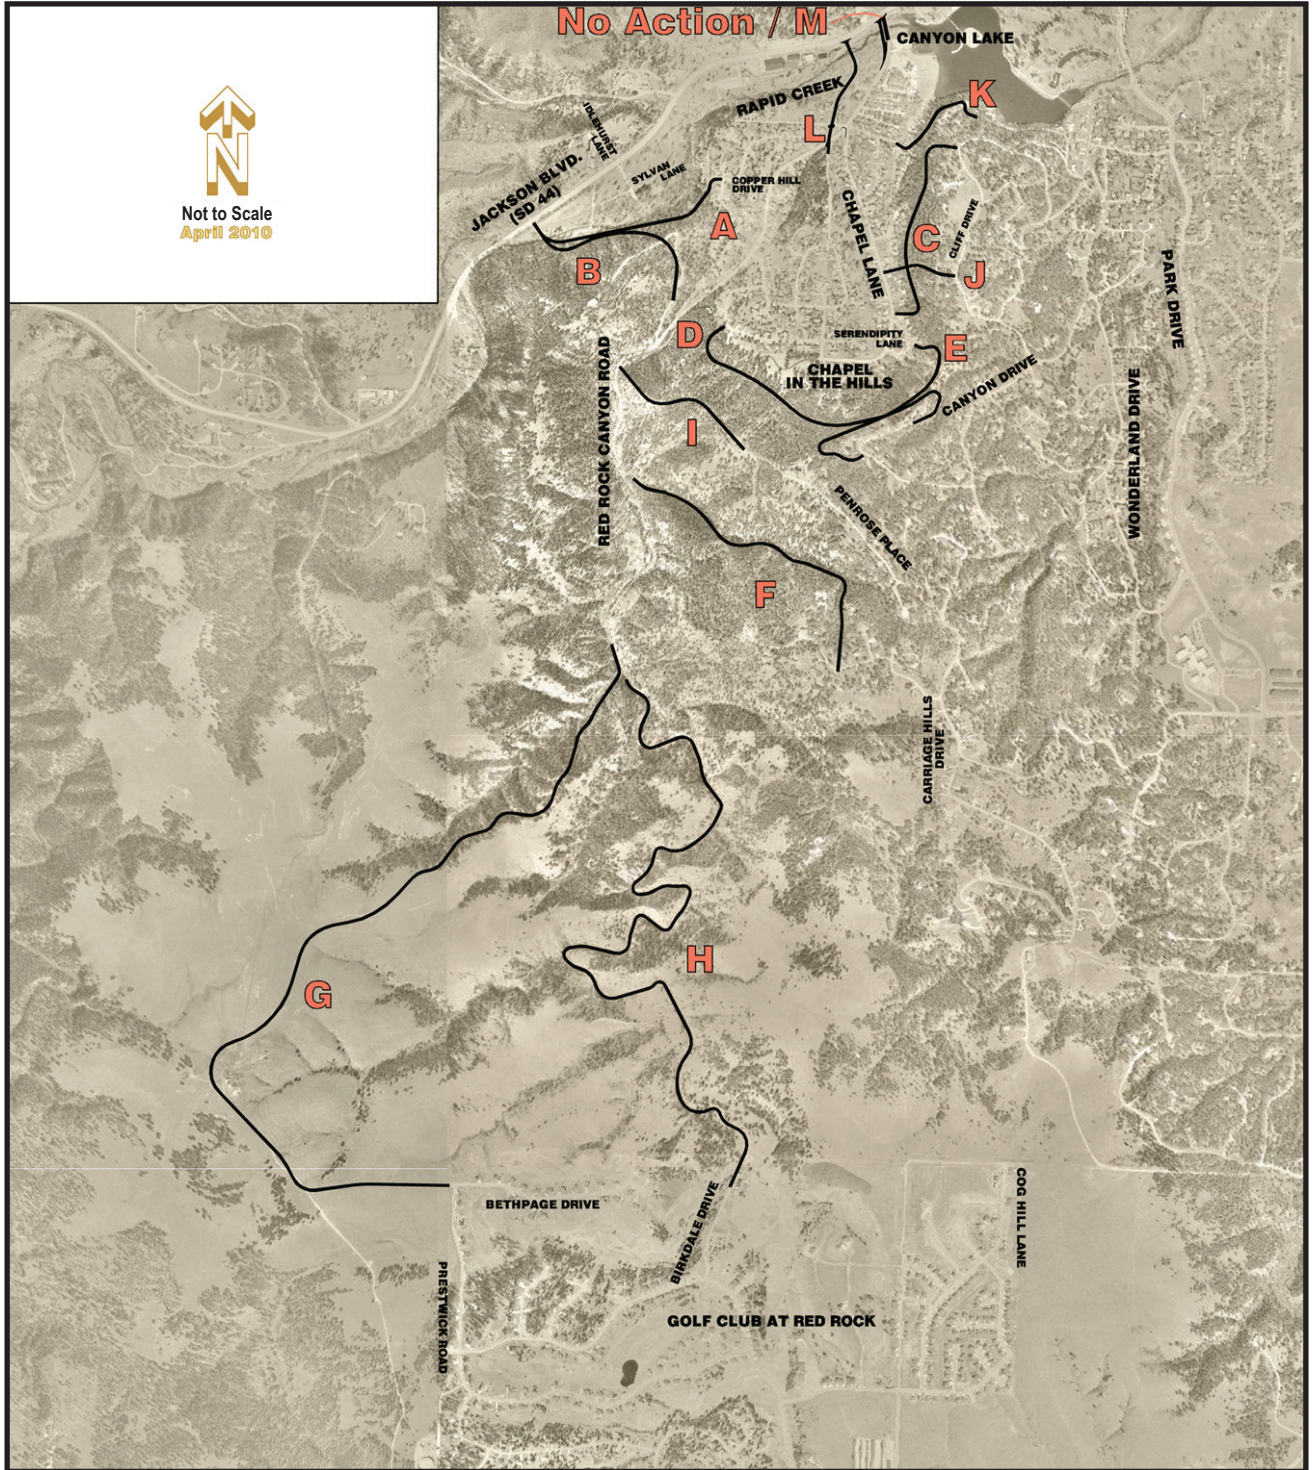 No Action / M
CANYON LAKE
RAPID CREEK
K
L
IDLEHURST
LANE
JACKSON BLVD.
(SD 44)
SYLVAN
LANE
COPPER HILL
DRIVE
N
Not to Scale
April 2010
A
B
CHAPEL LANE
C
CLIFF DRIVE
J
PARK DRIVE
D
SERENDIPITY
LANE
E
CHAPEL
IN THE HILLS
CANYON DRIVE
RED ROCK CANYON ROAD
I
WONDERLAND DRIVE
PENROSE PLACE
F
CARRIAGE HILLS
DRIVE
H
G
BETHPAGE DRIVE
BIRKDALE DRIVE
COG HILL LANE
PRESTWICK ROAD
GOLF CLUB AT RED ROCK